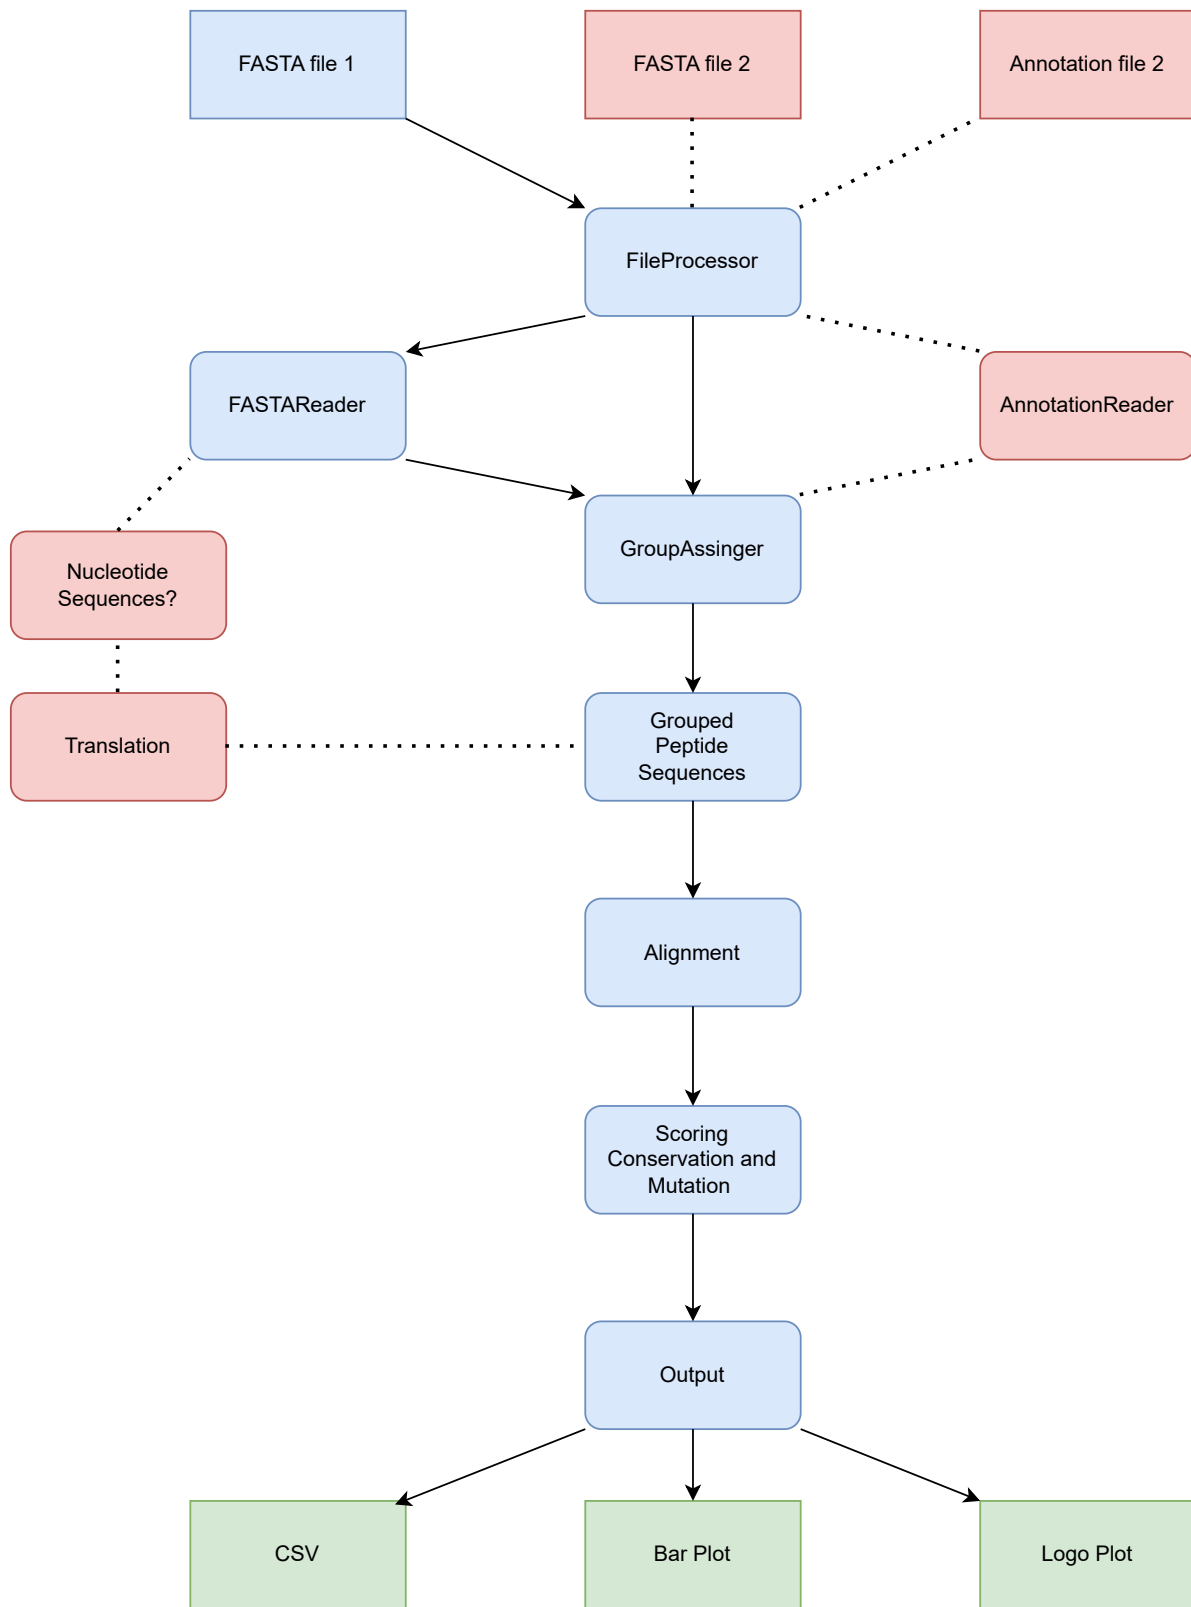 FASTA file 1
FASTA file 2
Annotation file 2
FileProcessor
FASTAReader
AnnotationReader
GroupAssinger
Nucleotide
Sequences?
Grouped
Peptide
Sequences
Translation
Alignment
Scoring
Conservation and
Mutation
Output
CSV
Bar Plot
Logo Plot